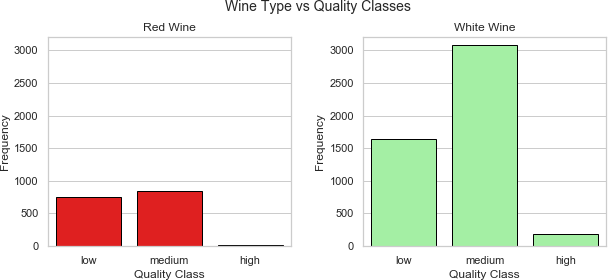 Wine Type vs Quality Classes
Red Wine
3000
2500
2000
1500
1000
500
0
Frequency
low medium high
Quality Class
White Wine
3000
2500
2000
1500
1000
500
0
Frequency
low medium high
Quality Class